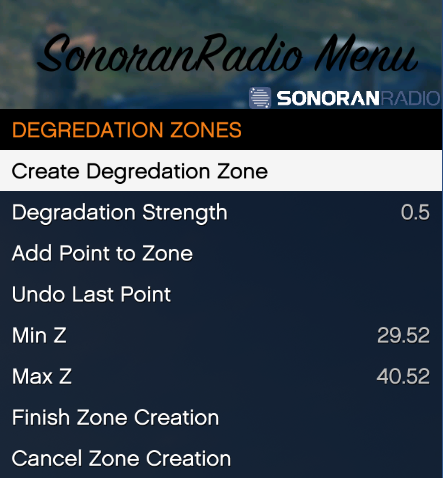 SonoranRadio Menu
SONORANRADIO
DEGREDATION ZONES
Create Degredation Zone
Degradation Strength 0.5
Add Point to Zone
Undo Last Point
Min Z 29.52
Max Z 40.52
Finish Zone Creation
Cancel Zone Creation